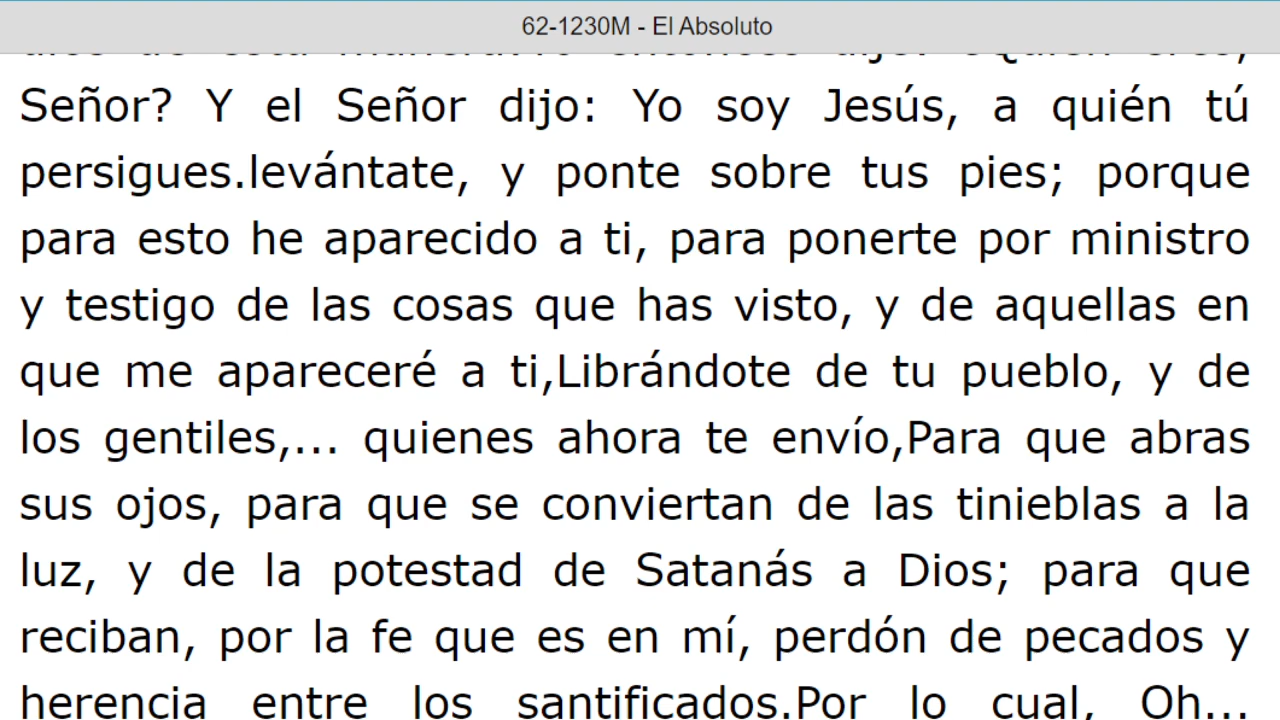 62-1230M - El Absoluto
Señor? Y el Señor dijo: Yo soy Jesús, a quién tú
persigues.levántate, y ponte sobre tus pies; porque
para esto he aparecido a ti, para ponerte por ministro
y testigo de las cosas que has visto, y de aquellas en
que me apareceré a ti,Librándote de tu pueblo, y de
los gentiles,... quienes ahora te envío,Para que abras
sus ojos, para que se conviertan de las tinieblas a la
luz, y de la potestad de Satanás a Dios; para que
reciban, por la fe que es en mí, perdón de pecados y
herencia entre los santificados.Por lo cual, Oh...